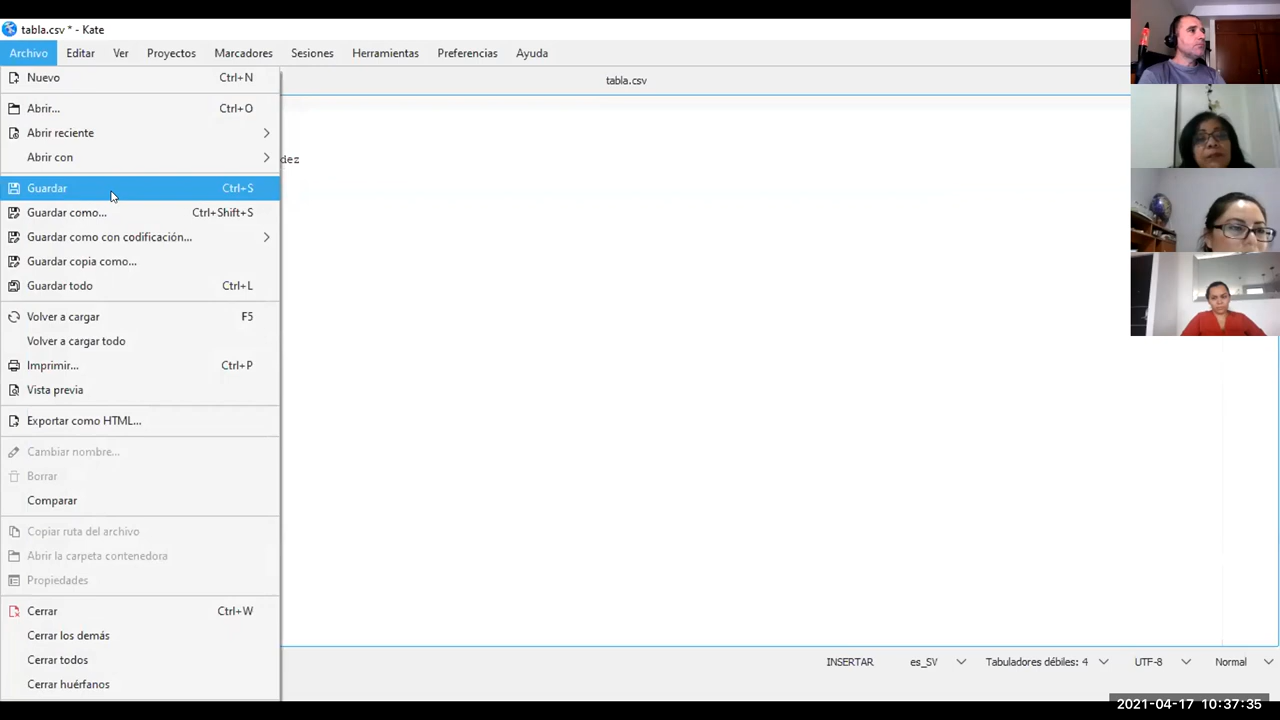 tabla.csv * - Kate
Archivo Editar Ver Proyectos Marcadores Sesiones Herramientas Preferencias Ayuda
tabla.csv
Nuevo Ctrl+N
Abrir... Ctrl+O
Abrir reciente
Abrir con
dez
Guardar Ctrl+S
Guardar como... Ctrl+Shift+S
Guardar como con codificación...
Guardar copia como...
Guardar todo Ctrl+L
Volver a cargar F5
Volver a cargar todo
Imprimir... Ctrl+P
Vista previa
Exportar como HTML...
Cambiar nombre...
Borrar
Comparar
Copiar ruta del archivo
Abrir la carpeta contenedora
Propiedades
Cerrar Ctrl+W
Cerrar los demás
Cerrar todos
Cerrar huérfanos
INSERTAR es_SV Tabuladores débiles: 4 UTF-8 Normal
2021-04-17 10:37:35